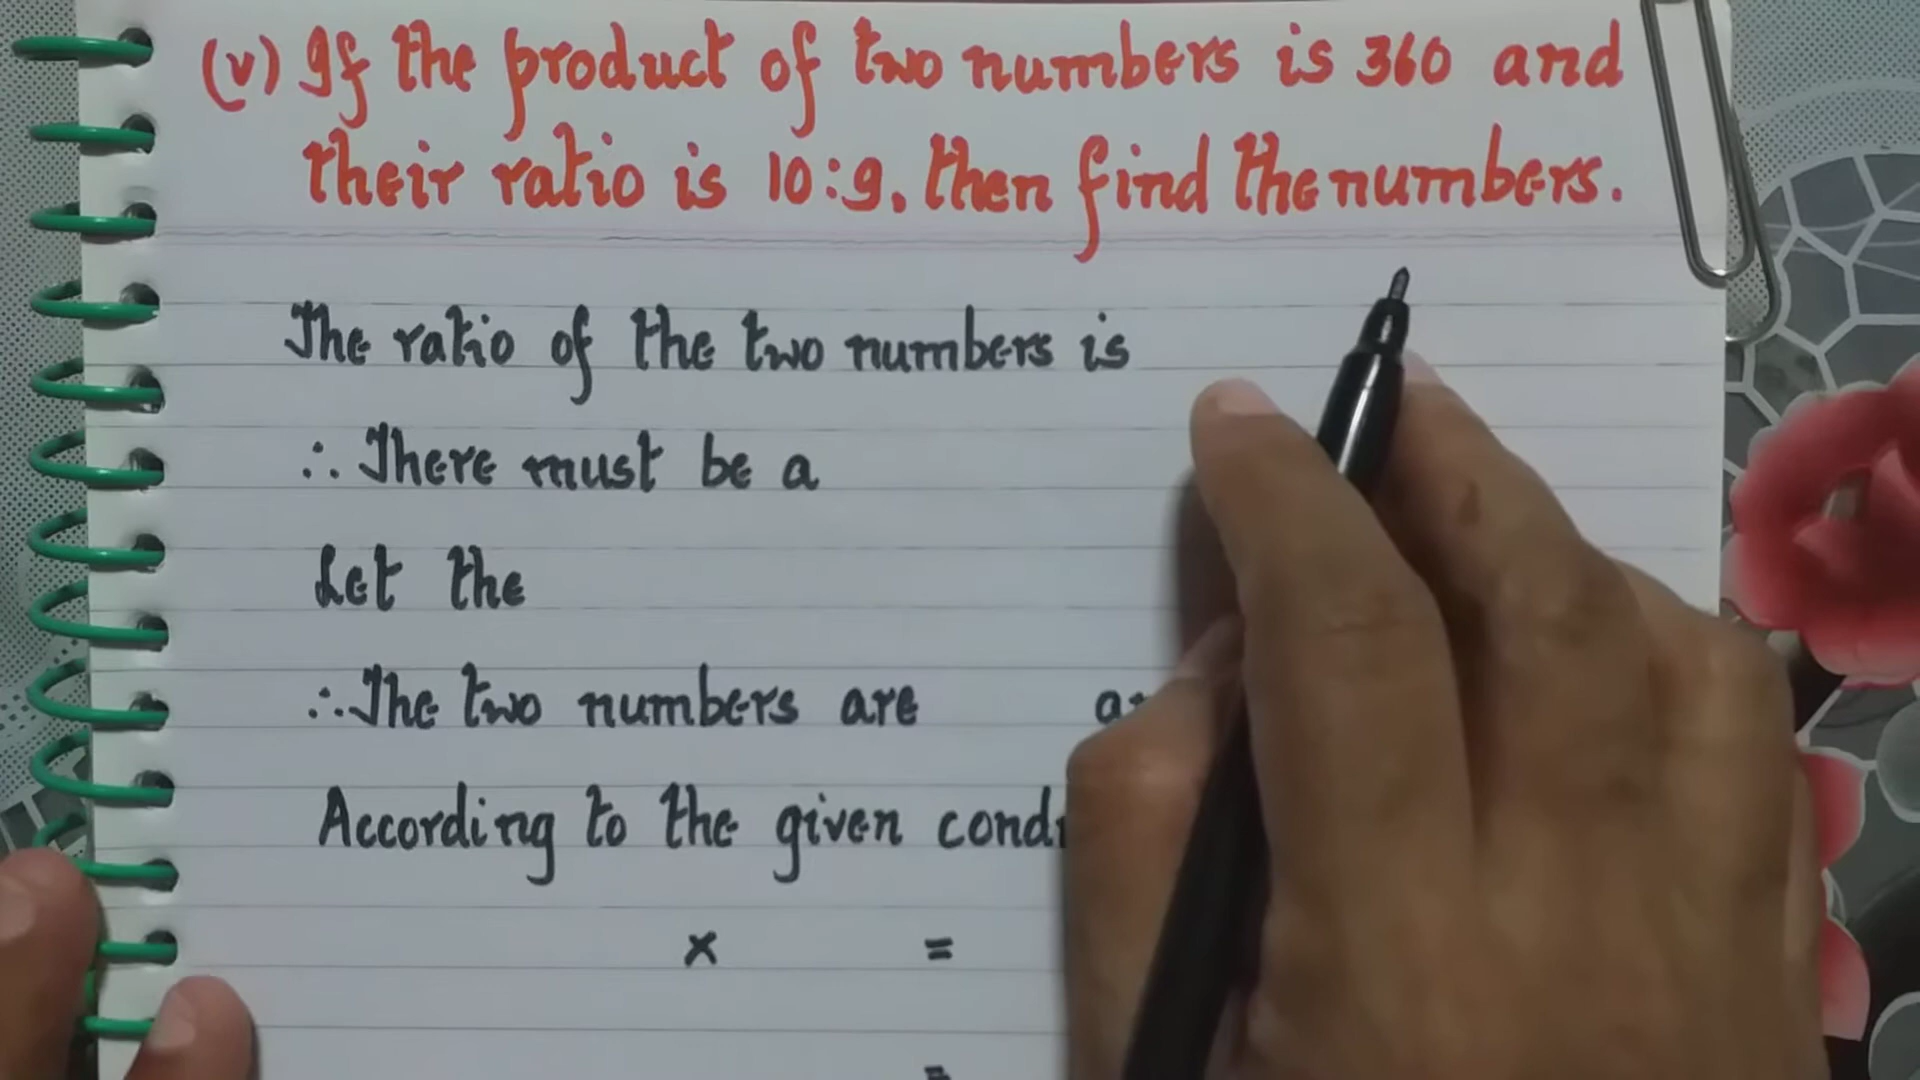 (v) If the product of two numbers is 360 and
their ratio is 10:9, then find the numbers.
The ratio of the two numbers is
∴ There must be a
Let the
∴ The two numbers are
According to the given
× =
=